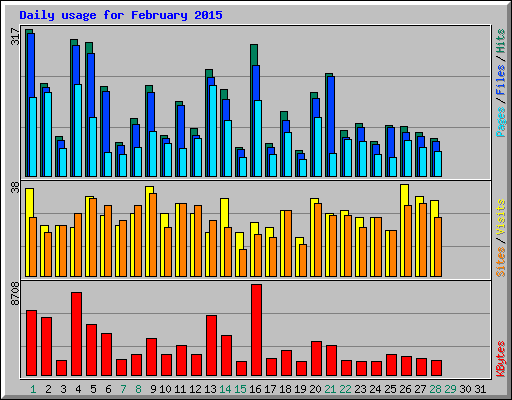 Daily usage for February 2015
317
Pages/Files/Hits
38
Sites/Visits
8708
KBytes
1 2 3 4 5 6 7 8 9 10 11 12 13 14 15 16 17 18 19 20 21 22 23 24 25 26 27 28 29 30 31